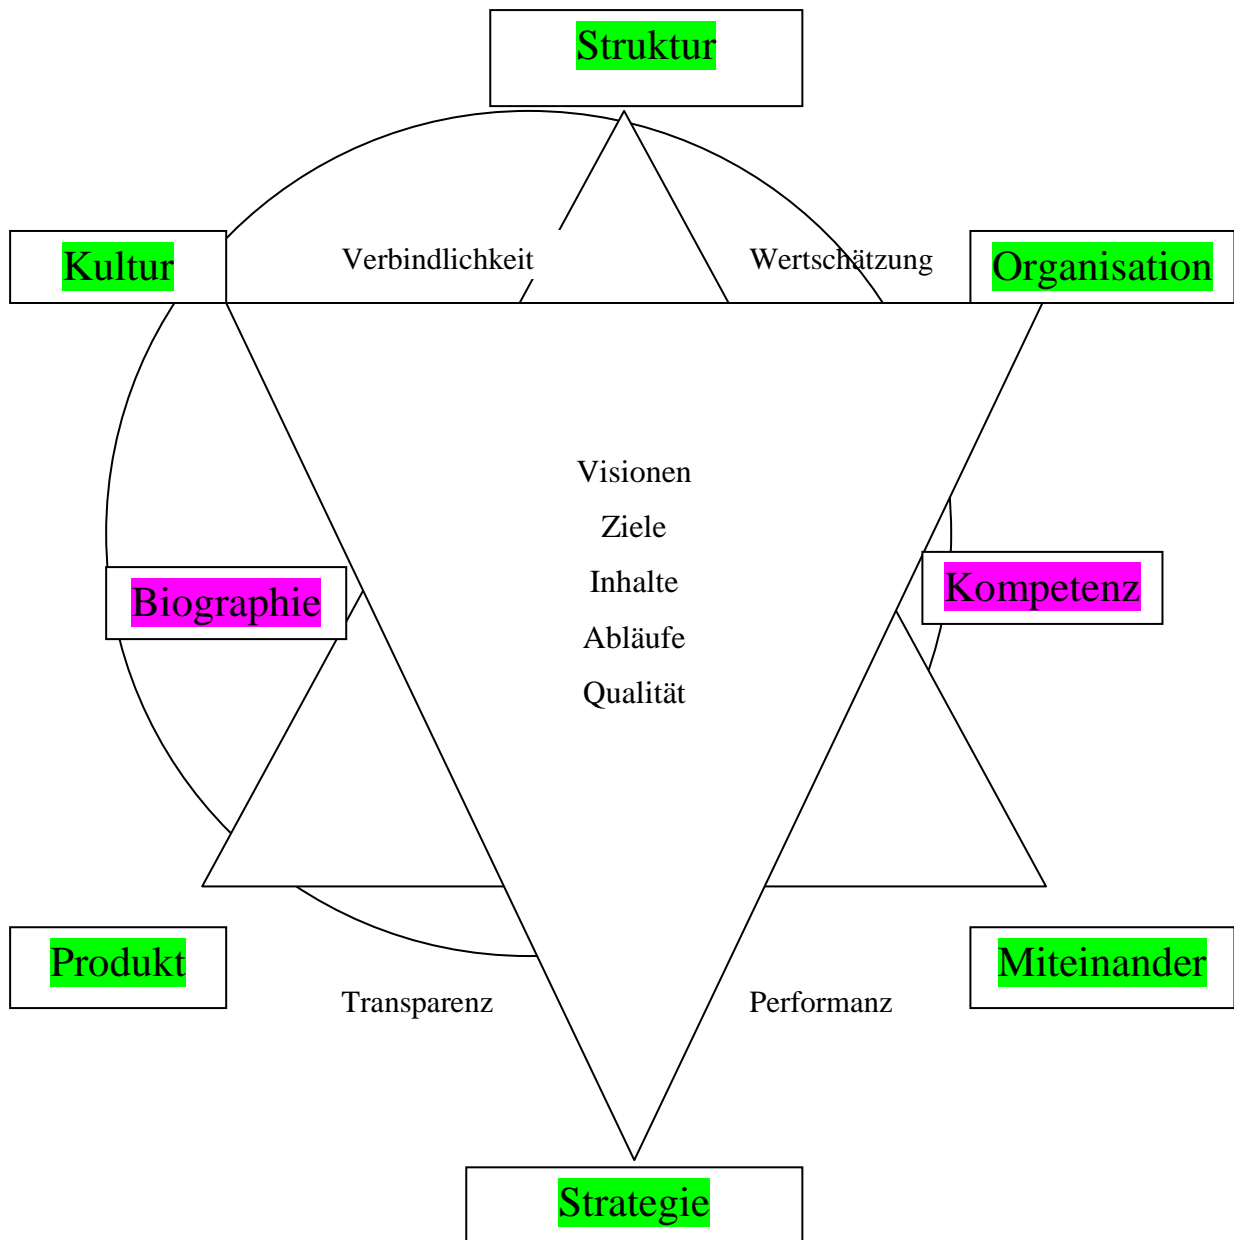 Struktur
Kultur
Verbindlichkeit
Wertschätzung
Organisation
Visionen
Ziele
Inhalte
Abläufe
Qualität
Biographie
Kompetenz
Produkt
Miteinander
Transparenz
Performanz
Strategie